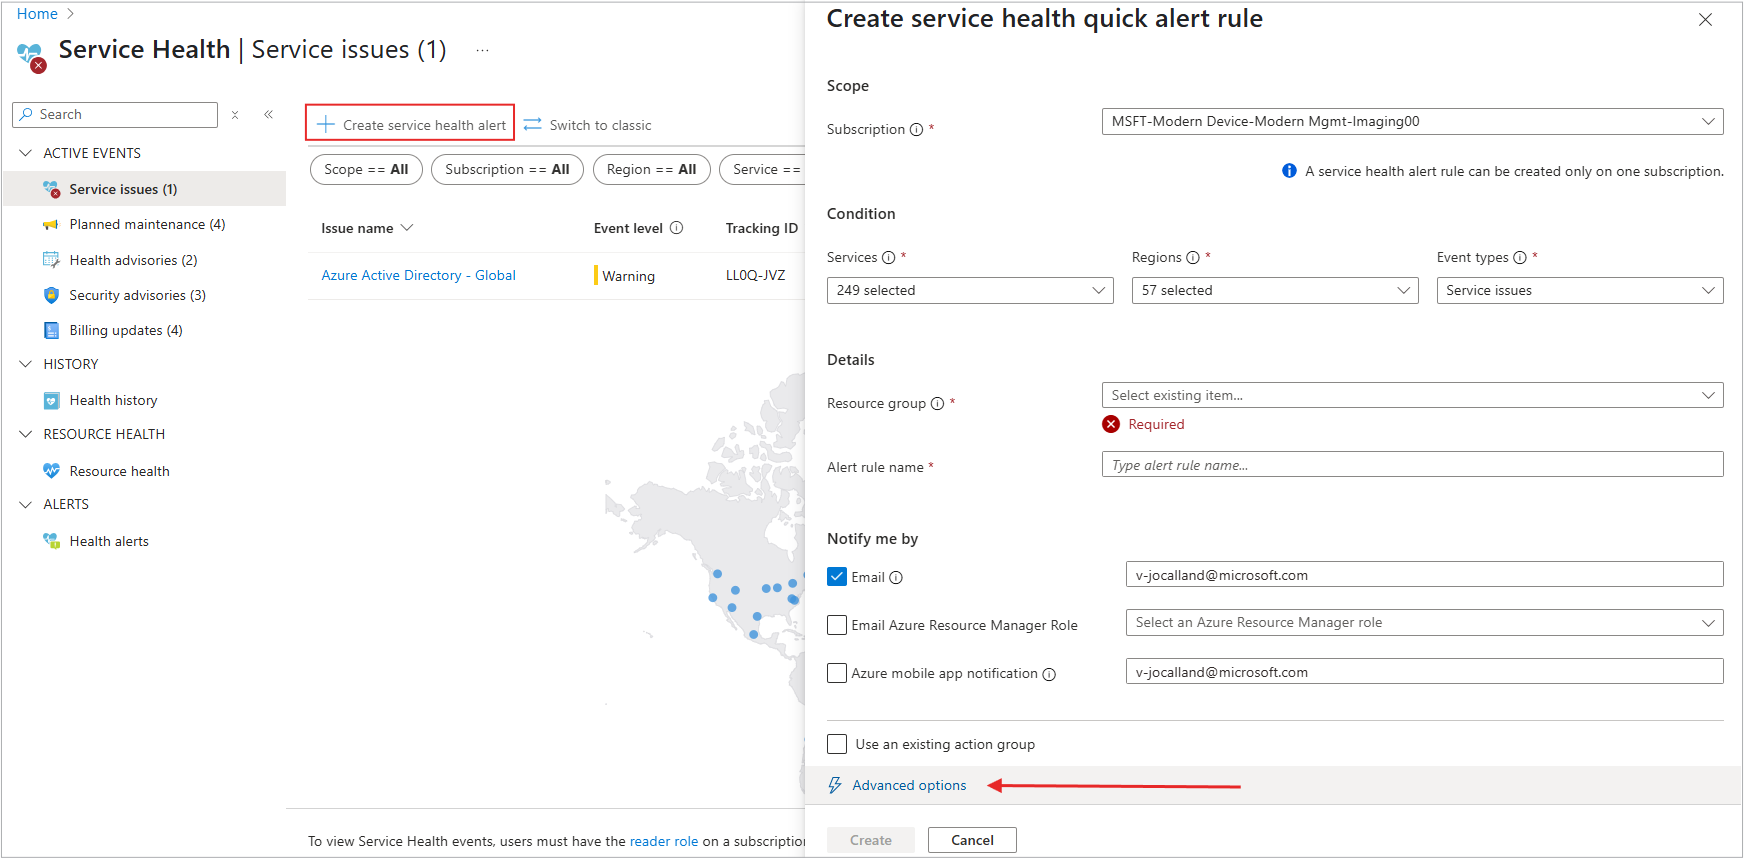 Home
Service Health | Service issues (1)
Search
ACTIVE EVENTS
Service issues (1)
Planned maintenance (4)
Health advisories (2)
Security advisories (3)
Billing updates (4)
HISTORY
Health history
RESOURCE HEALTH
Resource health
ALERTS
Health alerts
Create service health alert
Switch to classic
Scope == All
Subscription == All
Region == All
Service ==
Issue name
Event level
Tracking ID
Azure Active Directory - Global
Warning
LL0Q-JVZ
To view Service Health events, users must have the reader role on a subscription
Create service health quick alert rule
Scope
Subscription *
MSFT-Modern Device-Modern Mgmt-Imaging00
A service health alert rule can be created only on one subscription.
Condition
Services *
Regions *
Event types *
249 selected
57 selected
Service issues
Details
Resource group *
Select existing item...
Required
Alert rule name *
Type alert rule name...
Notify me by
Email
v-jocalland@microsoft.com
Email Azure Resource Manager Role
Select an Azure Resource Manager role
Azure mobile app notification
v-jocalland@microsoft.com
Use an existing action group
Advanced options
Create
Cancel